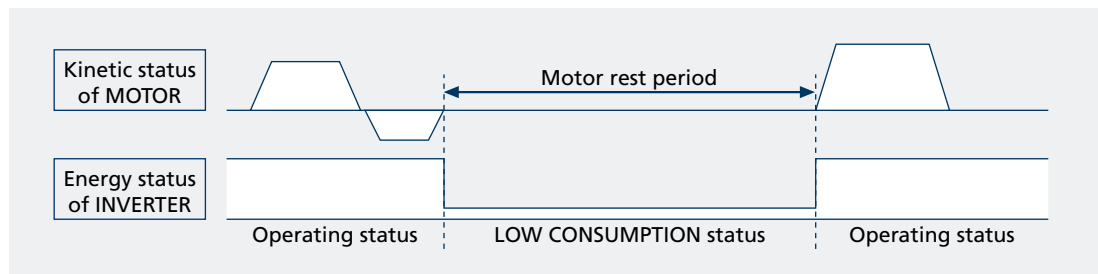 Kinetic status
of MOTOR
Motor rest period
Energy status
of INVERTER
Operating status
LOW CONSUMPTION status
Operating status